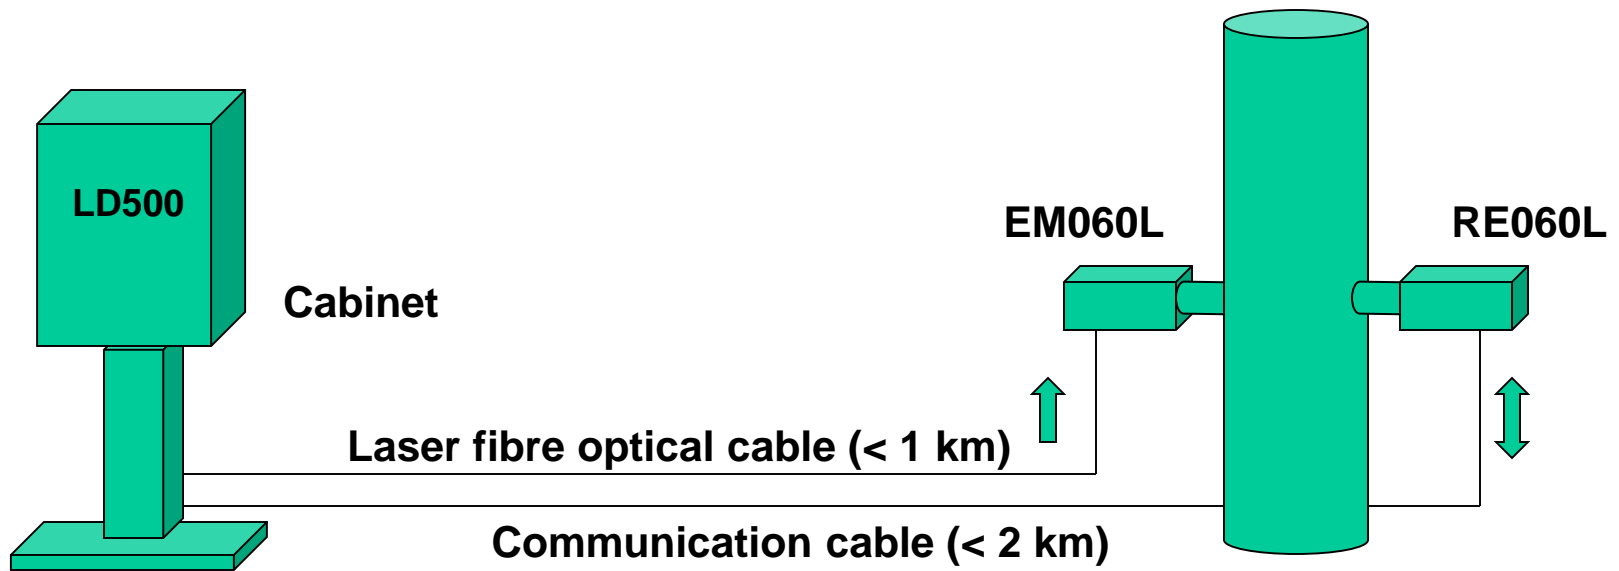 LD500
EM060L
RE060L
Cabinet
Laser fibre optical cable (< 1 km)
Communication cable (< 2 km)